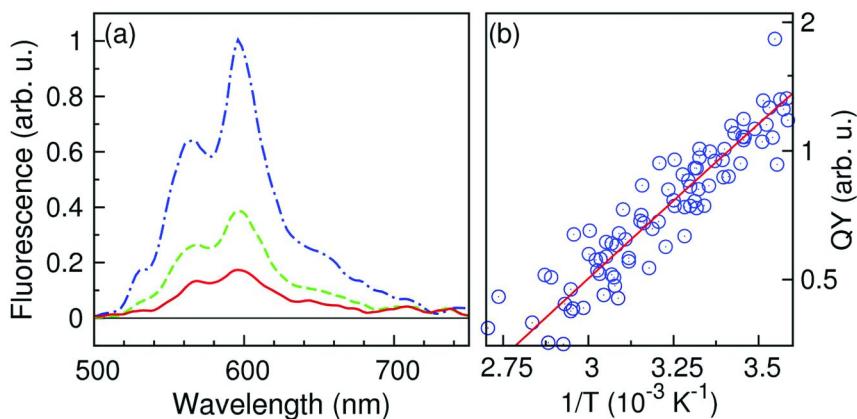 (a)
Fluorescence (arb. u.)
1
0.8
0.6
0.4
0.2
0
500
600
700
Wavelength (nm)
(b)
2
1
0.5
QY (arb. u.)
2.75
3
3.25
3.5
1/T (10⁻³ K⁻¹)